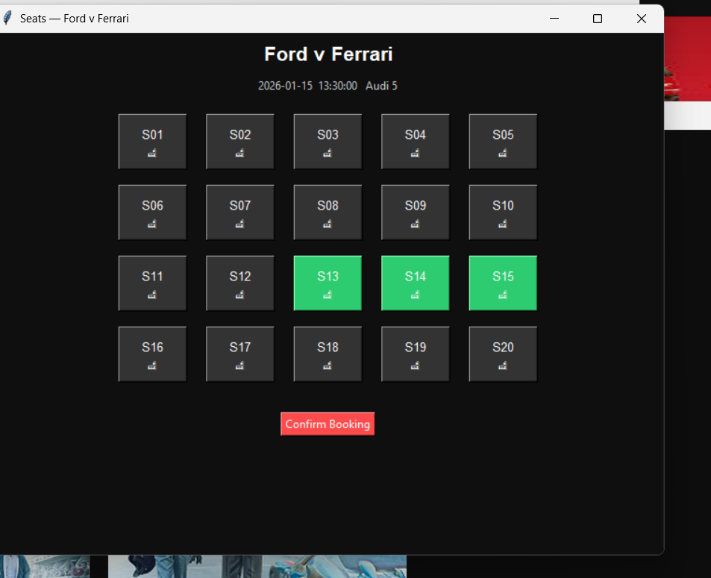 Seats — Ford v Ferrari
Ford v Ferrari
2026-01-15 13:30:00 Audi 5
S01 S02 S03 S04 S05
S06 S07 S08 S09 S10
S11 S12 S13 S14 S15
S16 S17 S18 S19 S20
Confirm Booking